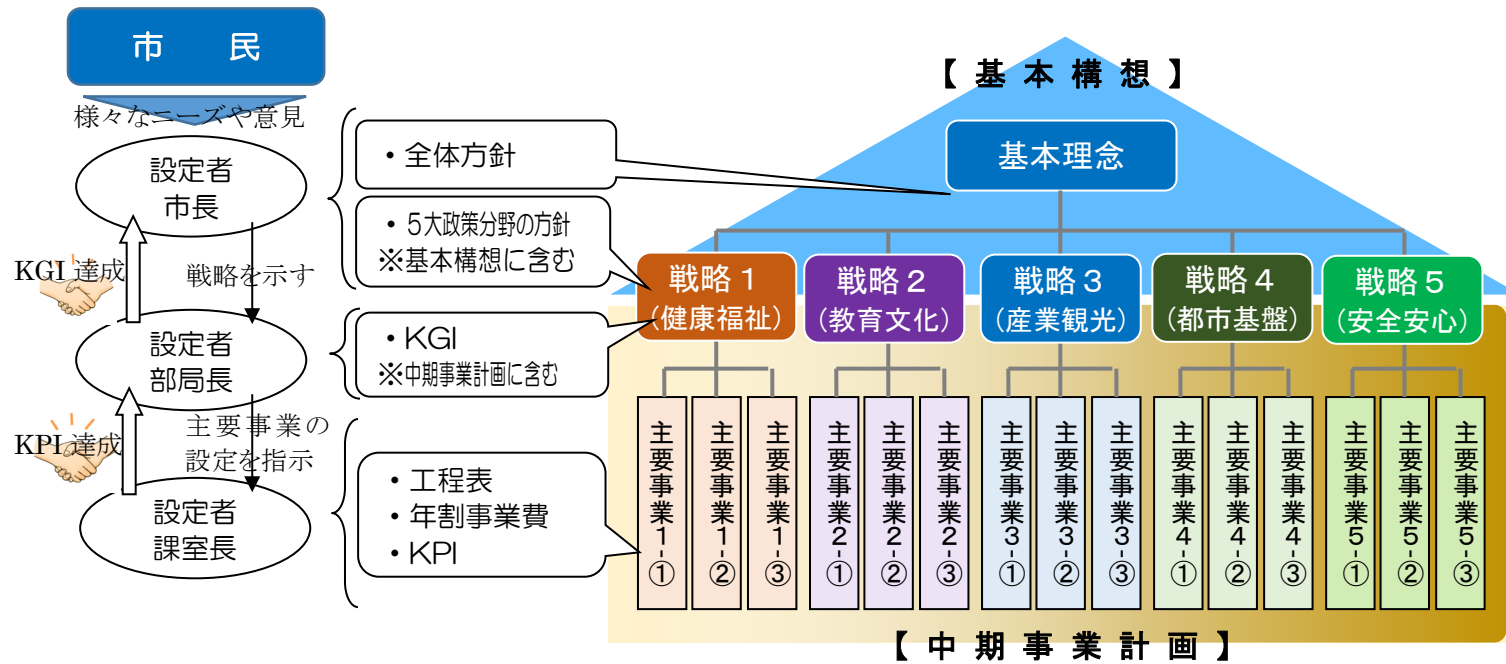 市　民
様々なニーズや意見
設定者
市長
KGI 達成
戦略を示す
設定者
部局長
KPI 達成
主要事業の
設定を指示
設定者
課室長
・全体方針
・５大政策分野の方針
※基本構想に含む
・KGI
※中期事業計画に含む
・工程表
・年割事業費
・KPI
【 基 本 構 想 】
基本理念
戦略１
（健康福祉）
戦略２
（教育文化）
戦略３
（産業観光）
戦略４
（都市基盤）
戦略５
（安全安心）
主要事業1-①
主要事業1-②
主要事業1-③
主要事業2-①
主要事業2-②
主要事業2-③
主要事業3-①
主要事業3-②
主要事業3-③
主要事業4-①
主要事業4-②
主要事業4-③
主要事業5-①
主要事業5-②
主要事業5-③
【 中 期 事 業 計 画 】